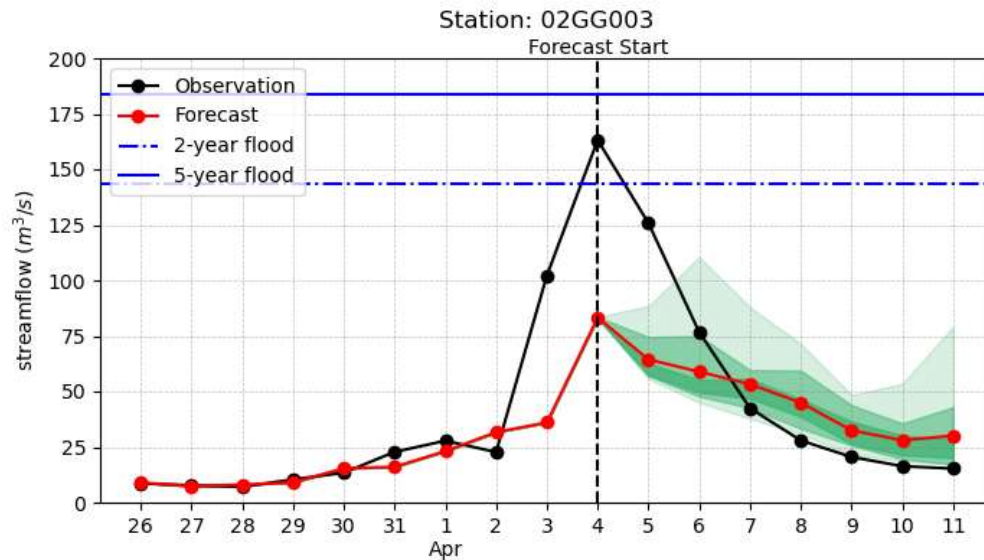 Station: 02GG003
Forecast Start
200
175
150
125
100
75
50
25
0
streamflow (m³/s)
Observation
Forecast
2-year flood
5-year flood
26 27 28 29 30 31 1 2 3 4 5 6 7 8 9 10 11
Apr